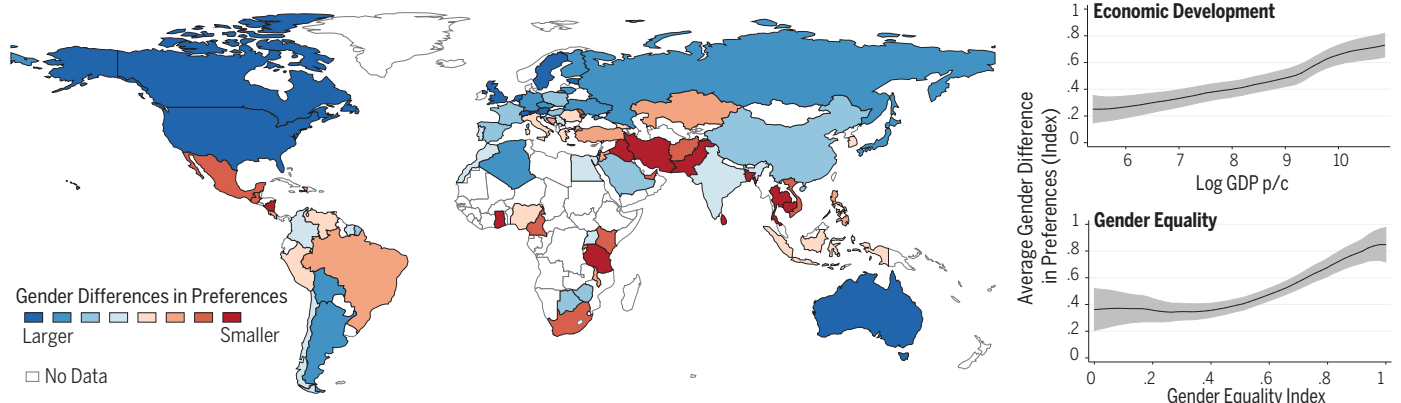 Gender Differences in Preferences
Larger
Smaller
No Data
Average Gender Difference
in Preferences (Index)
Economic Development
1
.8
.6
.4
.2
0
6 7 8 9 10
Log GDP p/c
Gender Equality
1
.8
.6
.4
.2
0
0 .2 .4 .6 .8 1
Gender Equality Index